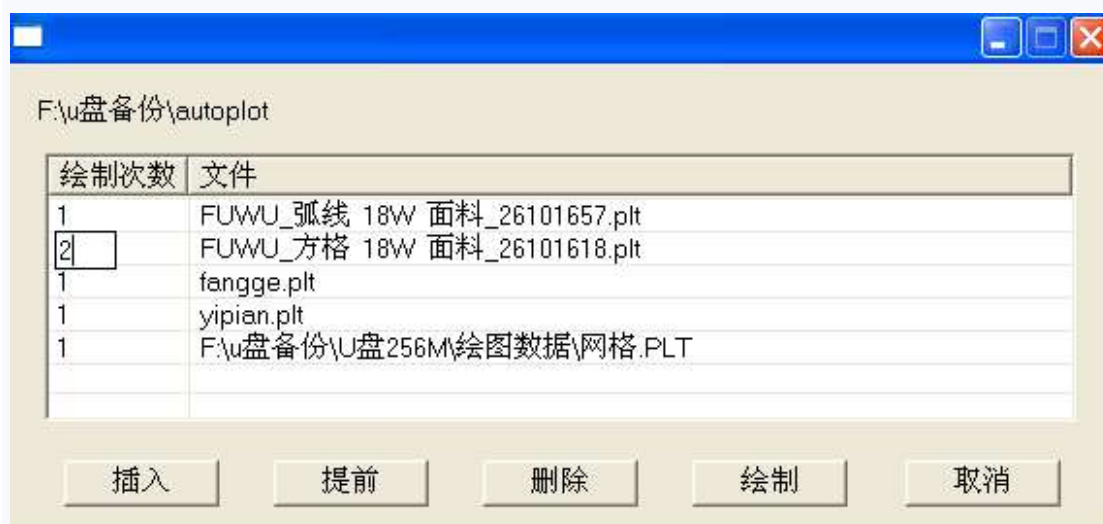 F:\u盘备份\autoplot
绘制次数 文件
1 FUWU_弧线 18W 面料_26101657.plt
2 FUWU_方格 18W 面料_26101618.plt
1 fangge.plt
1 yipian.plt
1 F:\u盘备份\U盘256M\绘图数据\网格.PLT
插入 提前 删除 绘制 取消